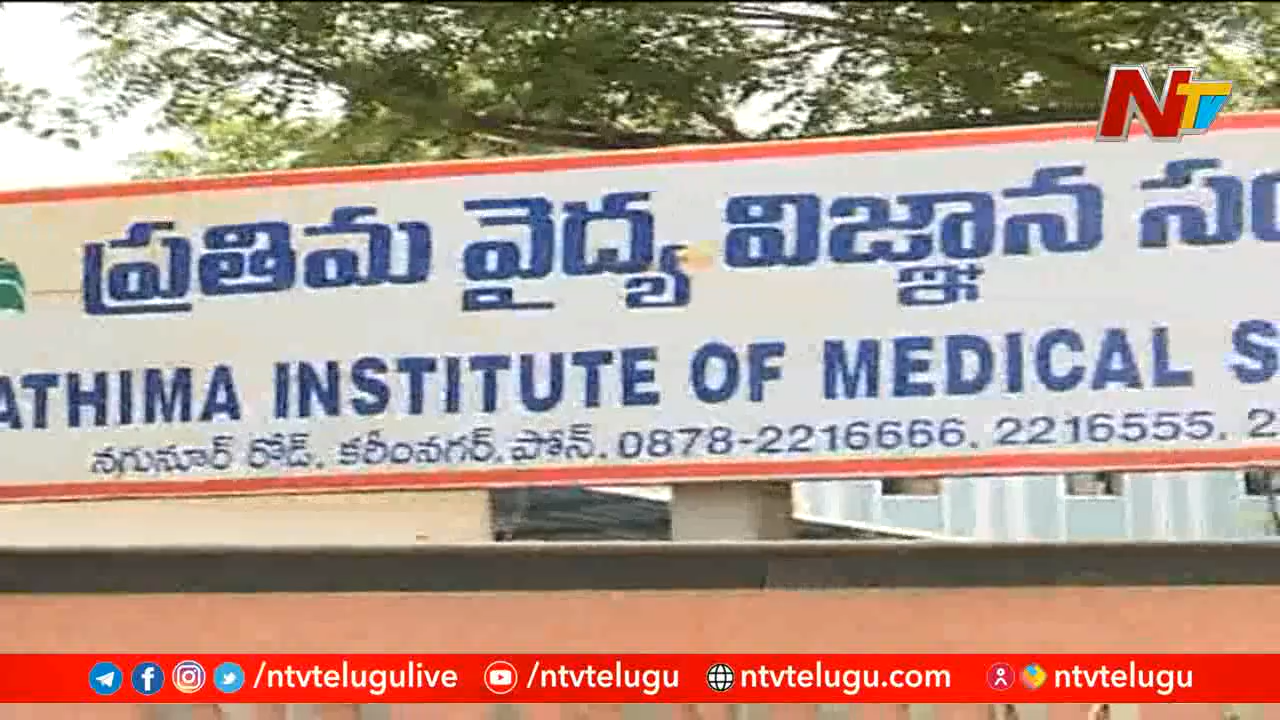 NTV
ప్రతిమ వైద్య విజ్ఞాన
ATHIMA INSTITUTE OF MEDICAL S
నగునూర్ రోడ్, కరీంనగర్, ఫోన్. 0878-2216666, 2216555, 2
/ntvtelugulive /ntvtelugu ntvtelugu.com ntvtelugu